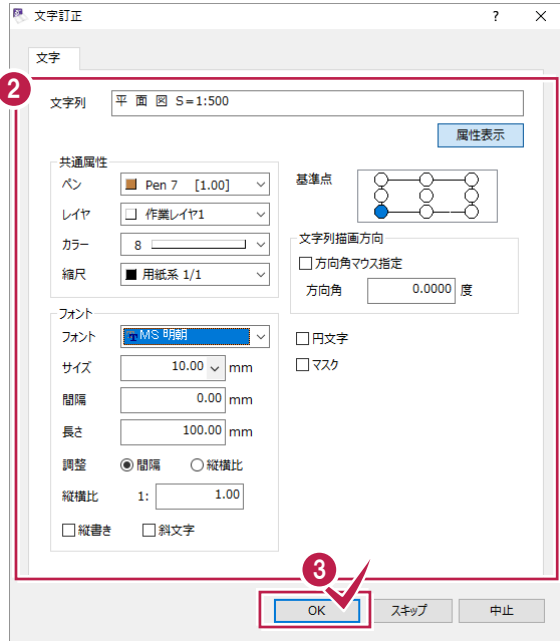 文字訂正 ? ×
文字
2
文字列 平 面 図 S=1:500
属性表示
共通属性
ペン Pen 7 [1.00]
レイヤ 作業レイヤ1
カラー 8
縮尺 用紙系 1/1
基準点
文字列描画方向
方向角マウス指定
方向角 0.0000 度
フォント
フォント MS 明朝
サイズ 10.00 mm
間隔 0.00 mm
長さ 100.00 mm
調整 間隔 縦横比
縦横比 1: 1.00
縦書き 斜文字
円文字
マスク
3
OK スキップ 中止